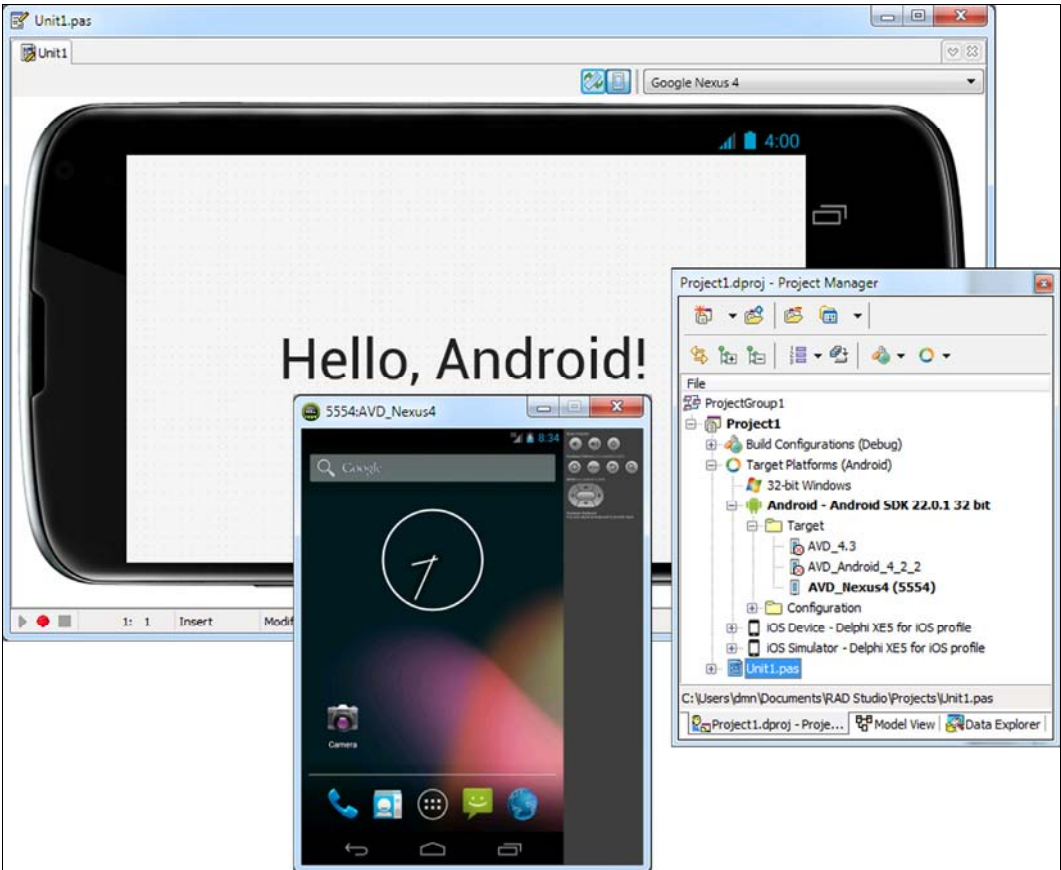 Unit1.pas
Unit1
Google Nexus 4
4:00
Hello, Android!
1: 1 Insert
5554:AVD_Nexus4
8:34
Google
Camera
Project1.dproj - Project Manager
File
ProjectGroup1
Project1
Build Configurations (Debug)
Target Platforms (Android)
32-bit Windows
Android - Android SDK 22.0.1 32 bit
Target
AVD_4.3
AVD_Android_4_2_2
AVD_Nexus4 (5554)
Configuration
iOS Device - Delphi XE5 for iOS profile
iOS Simulator - Delphi XE5 for iOS profile
Unit1.pas
C:\Users\dmn\Documents\RAD Studio\Projects\Unit1.pas
Project1.dproj - Proje... Model View Data Explorer